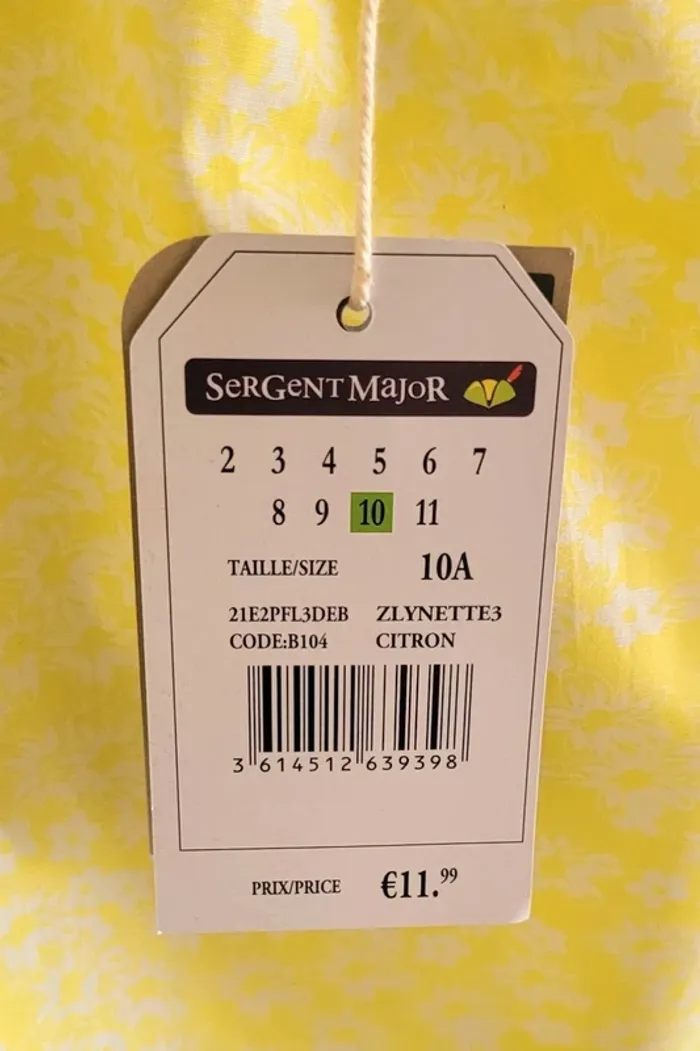 SERGENT MAJOR
2 3 4 5 6 7
8 9 10 11
TAILLE/SIZE 10A
21E2PFL3DEB ZLYNETTE3
CODE:B104 CITRON
3 614512 639398
PRIX/PRICE €11.99